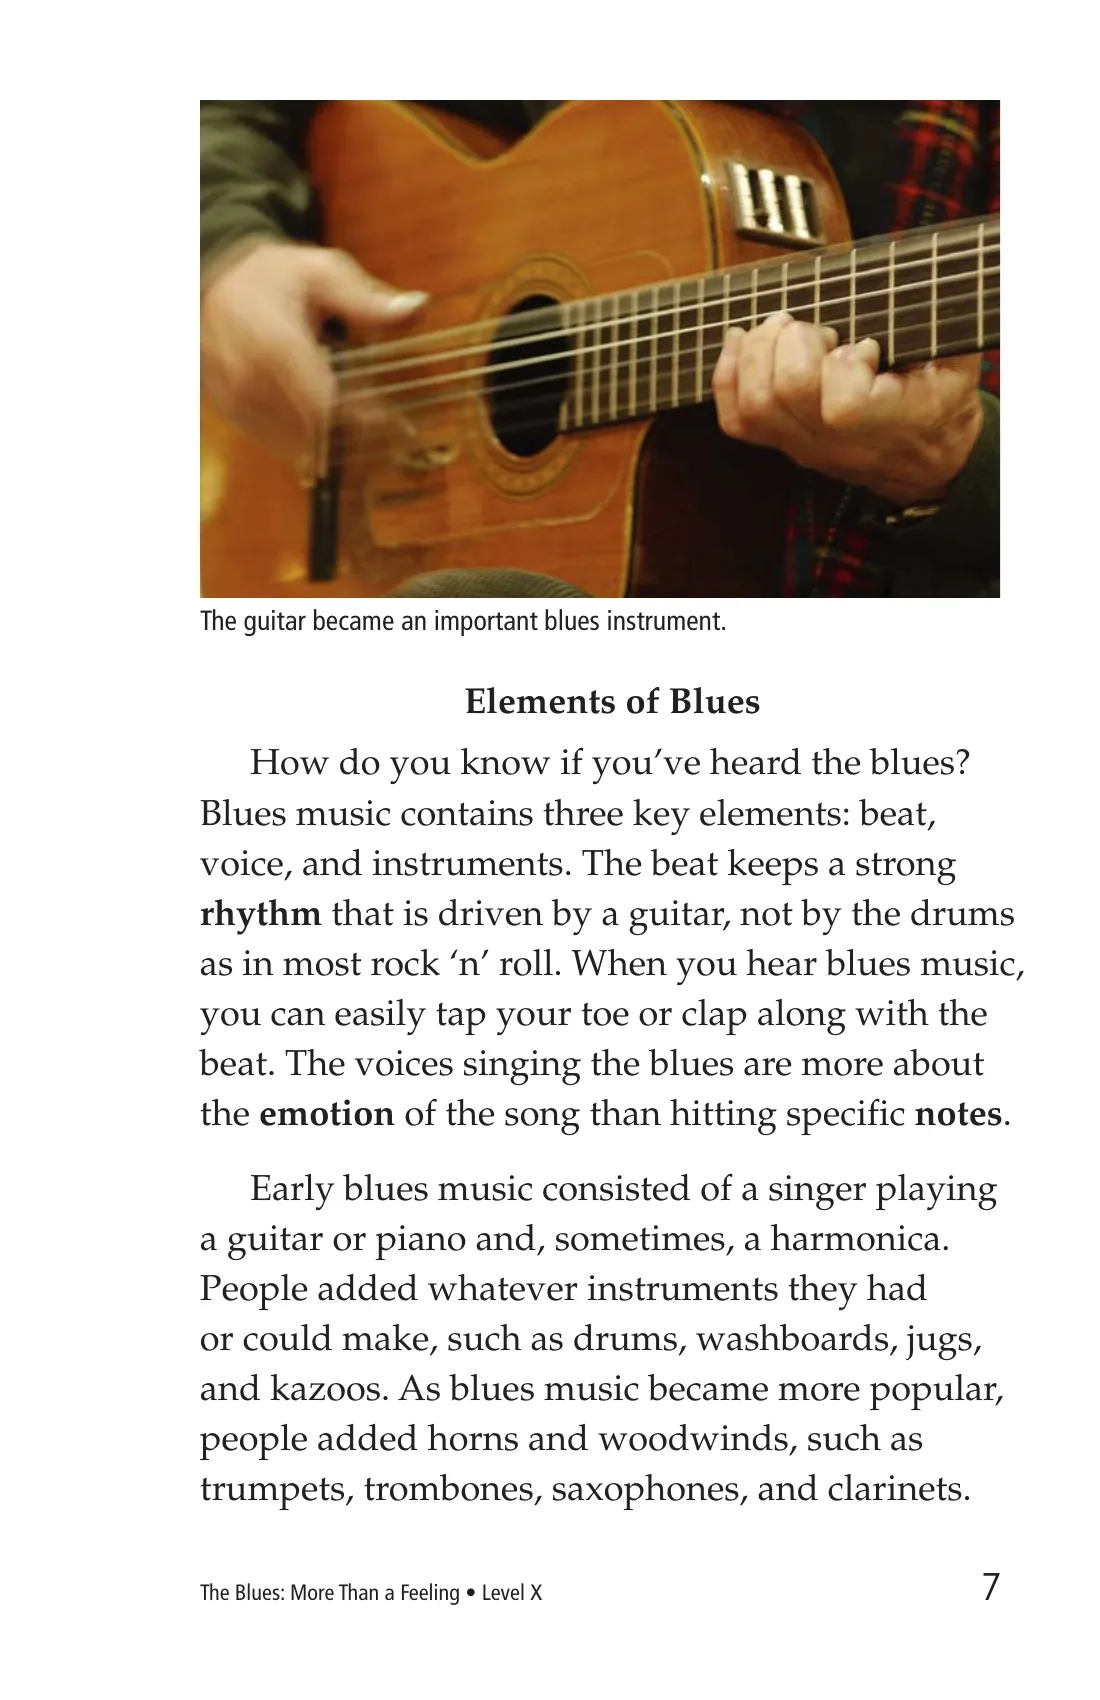 The guitar became an important blues instrument.
Elements of Blues
How do you know if you’ve heard the blues?
Blues music contains three key elements: beat,
voice, and instruments. The beat keeps a strong
rhythm that is driven by a guitar, not by the drums
as in most rock ‘n’ roll. When you hear blues music,
you can easily tap your toe or clap along with the
beat. The voices singing the blues are more about
the emotion of the song than hitting specific notes.
Early blues music consisted of a singer playing
a guitar or piano and, sometimes, a harmonica.
People added whatever instruments they had
or could make, such as drums, washboards, jugs,
and kazoos. As blues music became more popular,
people added horns and woodwinds, such as
trumpets, trombones, saxophones, and clarinets.
The Blues: More Than a Feeling • Level X
7